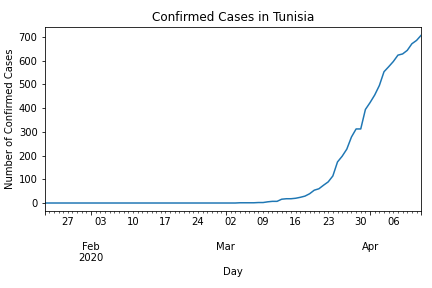 Confirmed Cases in Tunisia
Number of Confirmed Cases
700
600
500
400
300
200
100
0
27 03 10 17 24 02 09 16 23 30 06
Feb Mar Apr
2020
Day